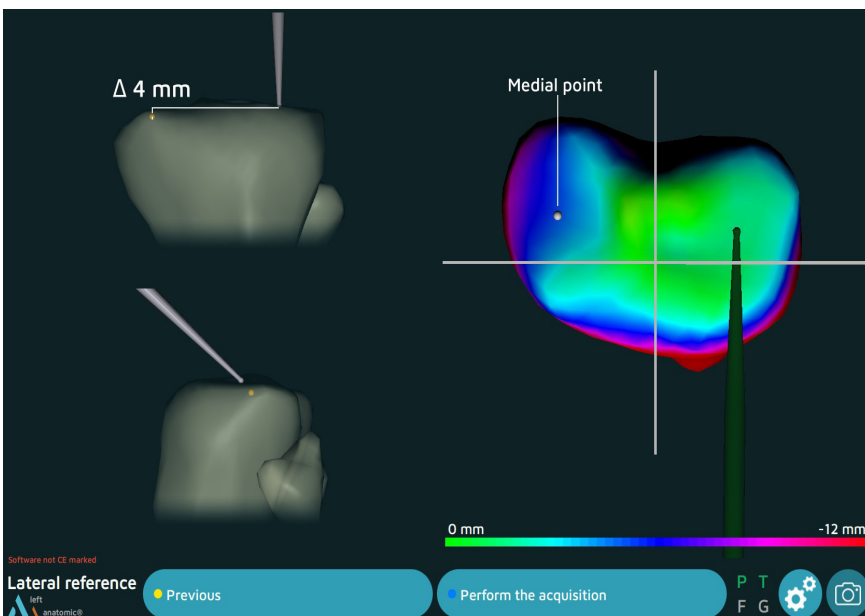 Δ 4 mm
Medial point
0 mm
-12 mm
Software not CE marked
Lateral reference
left
anatomic®
Previous
Perform the acquisition
P T
F G